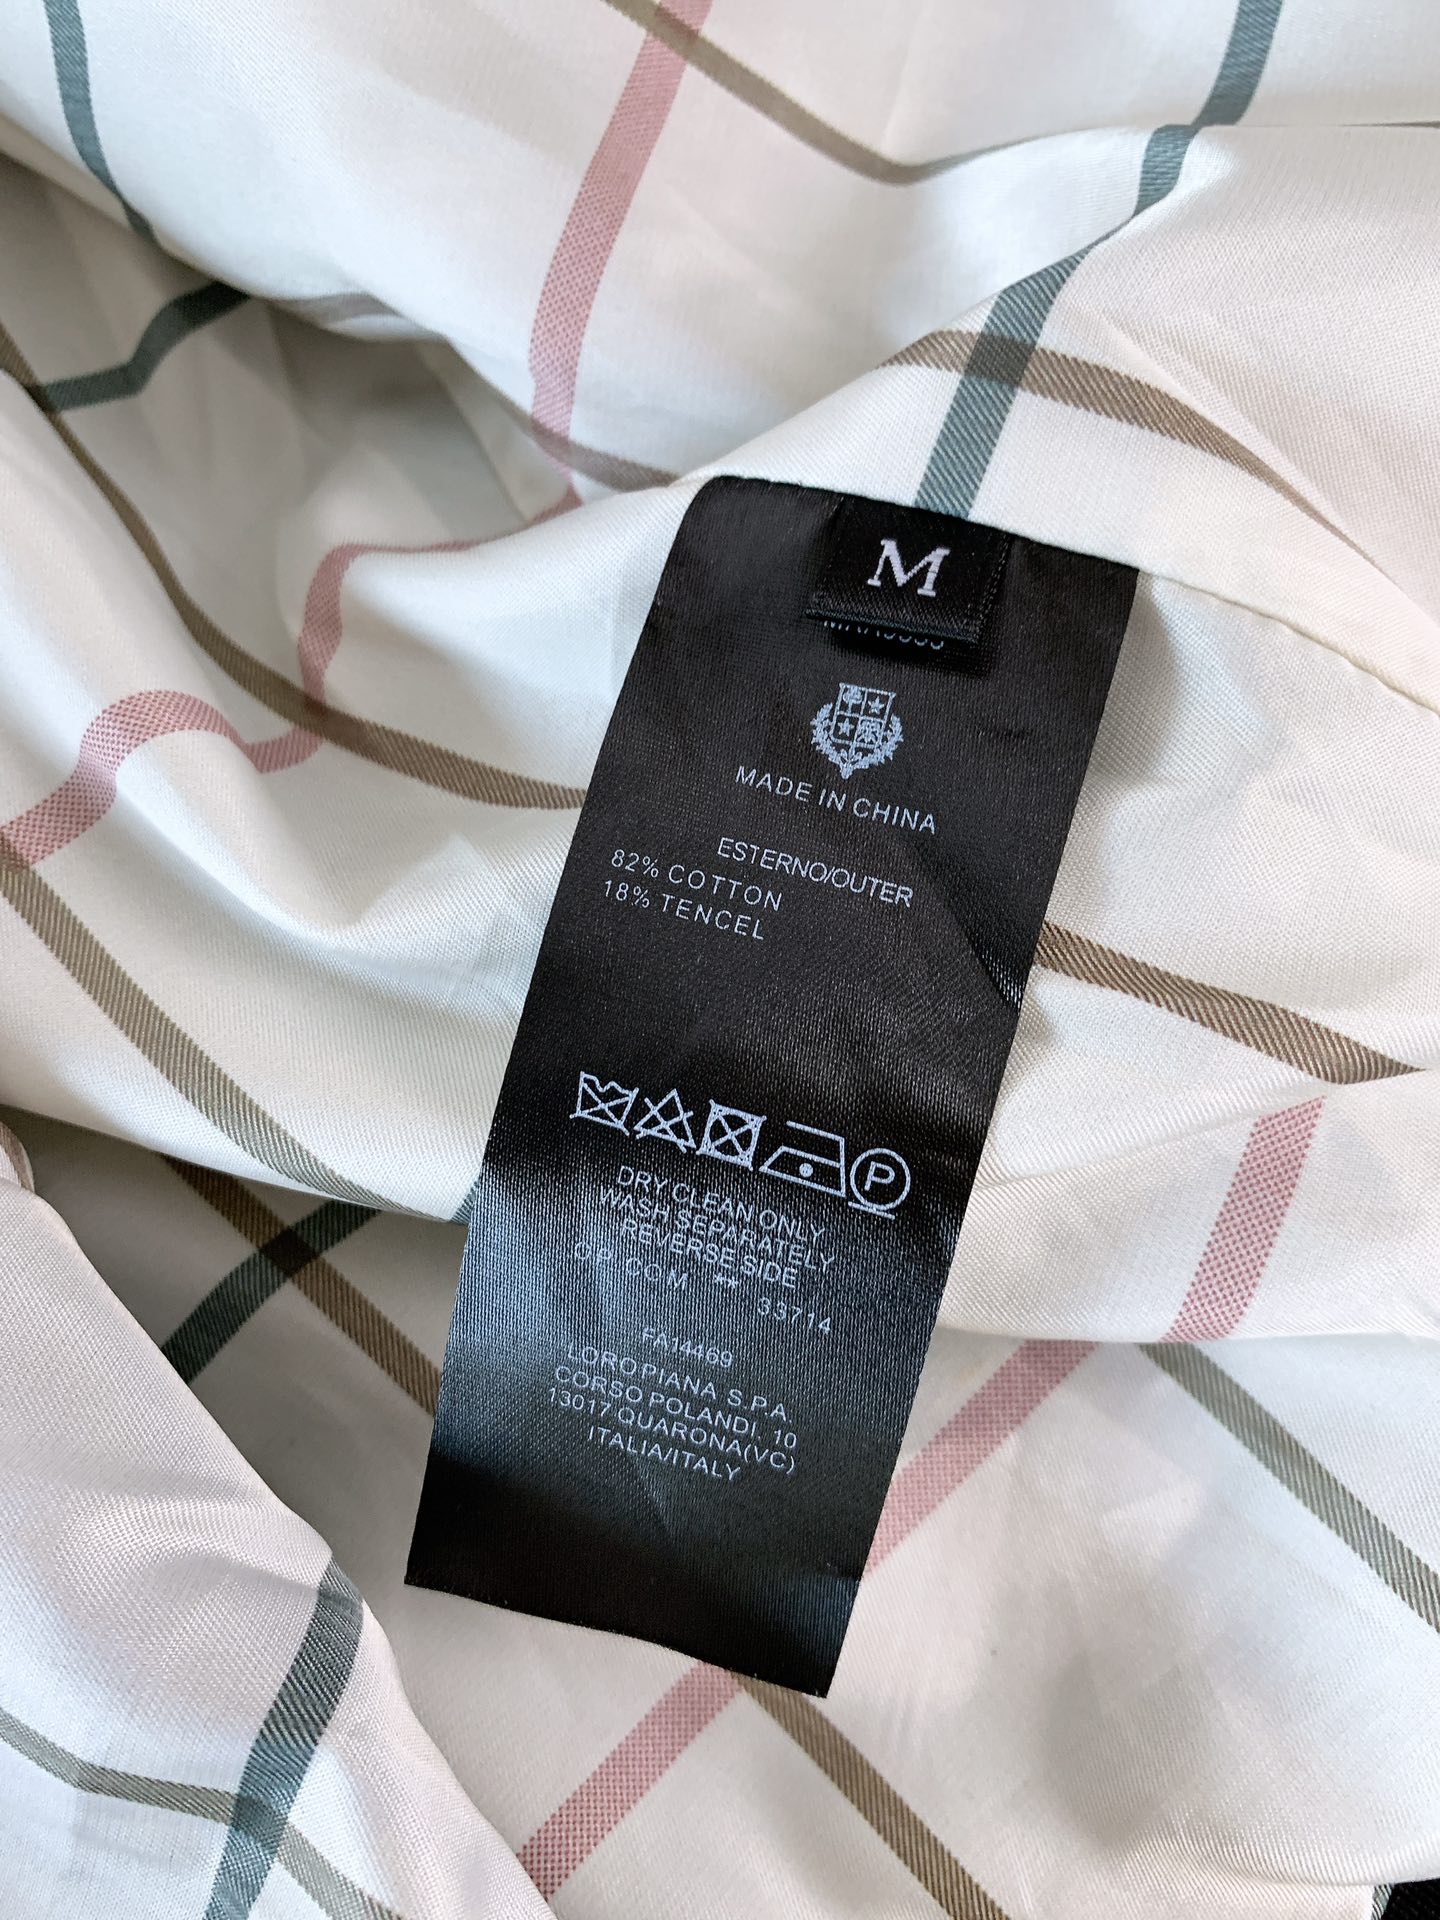 M
MADE IN CHINA
ESTERNO/OUTER
82% COTTON
18% TENCEL
P
DRY CLEAN ONLY
WASH SEPARATELY
REVERSE SIDE
COM **
33714
FA14469
LORO PIANA S.P.A.
CORSO POLANDI, 10
13017 QUARONA(VC)
ITALIA/ITALY